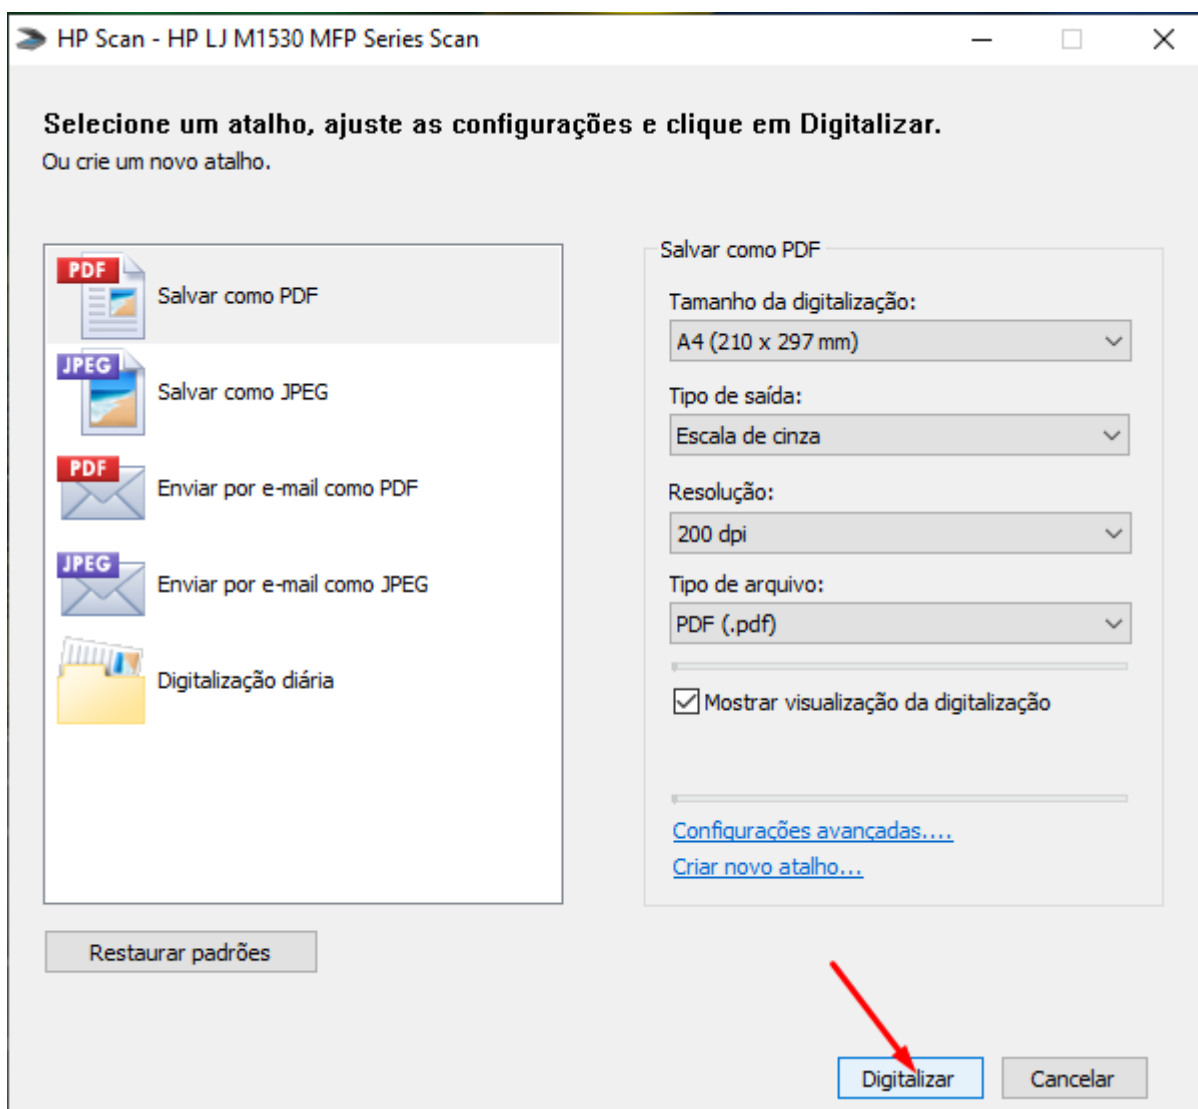 HP Scan - HP LJ M1530 MFP Series Scan
Selecione um atalho, ajuste as configurações e clique em Digitalizar.
Ou crie um novo atalho.
PDF
Salvar como PDF
JPEG
Salvar como JPEG
PDF
Enviar por e-mail como PDF
JPEG
Enviar por e-mail como JPEG
Digitalização diária
Restaurar padrões
Salvar como PDF
Tamanho da digitalização:
A4 (210 x 297 mm)
Tipo de saída:
Escala de cinza
Resolução:
200 dpi
Tipo de arquivo:
PDF (.pdf)
Mostrar visualização da digitalização
Configurações avançadas....
Criar novo atalho...
Digitalizar
Cancelar